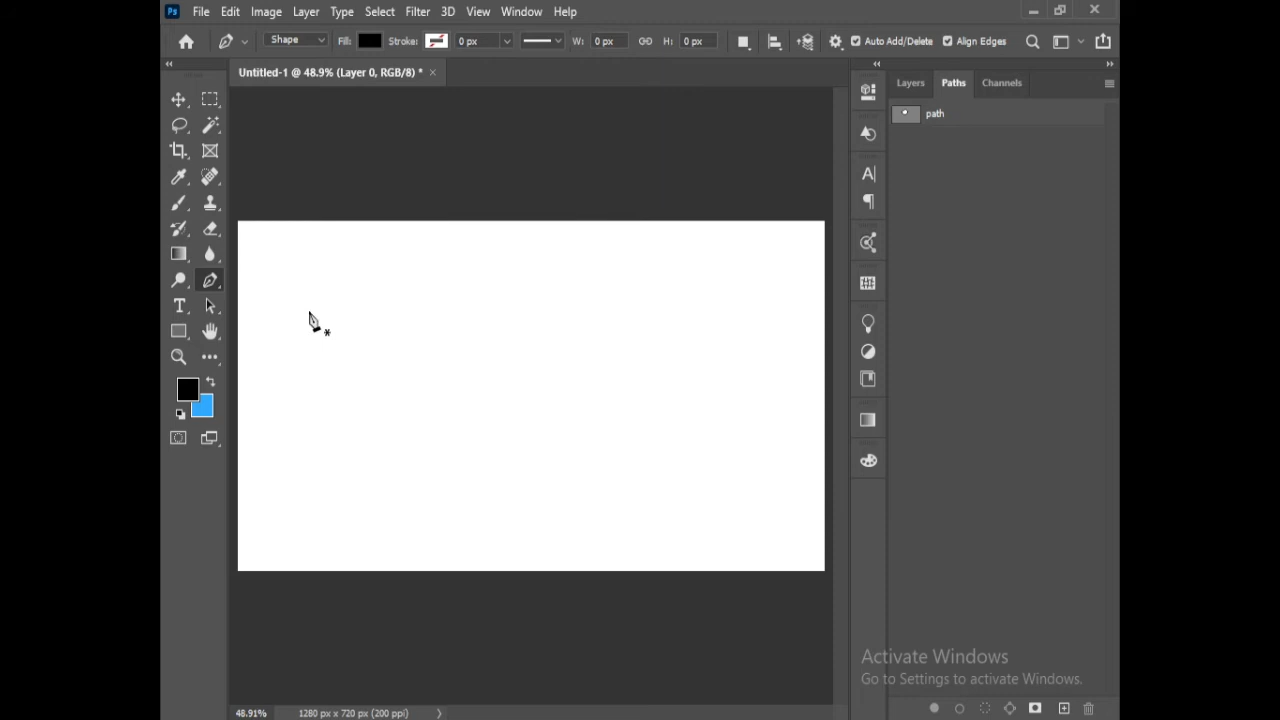 Ps File Edit Image Layer Type Select Filter 3D View Window Help
Shape Fill: Stroke: 0 px W: 0 px H: 0 px Auto Add/Delete Align Edges
Untitled-1 @ 48.9% (Layer 0, RGB/8) * ×
Layers Paths Channels
path
Activate Windows
Go to Settings to activate Windows.
48.91% 1280 px x 720 px (200 ppi)